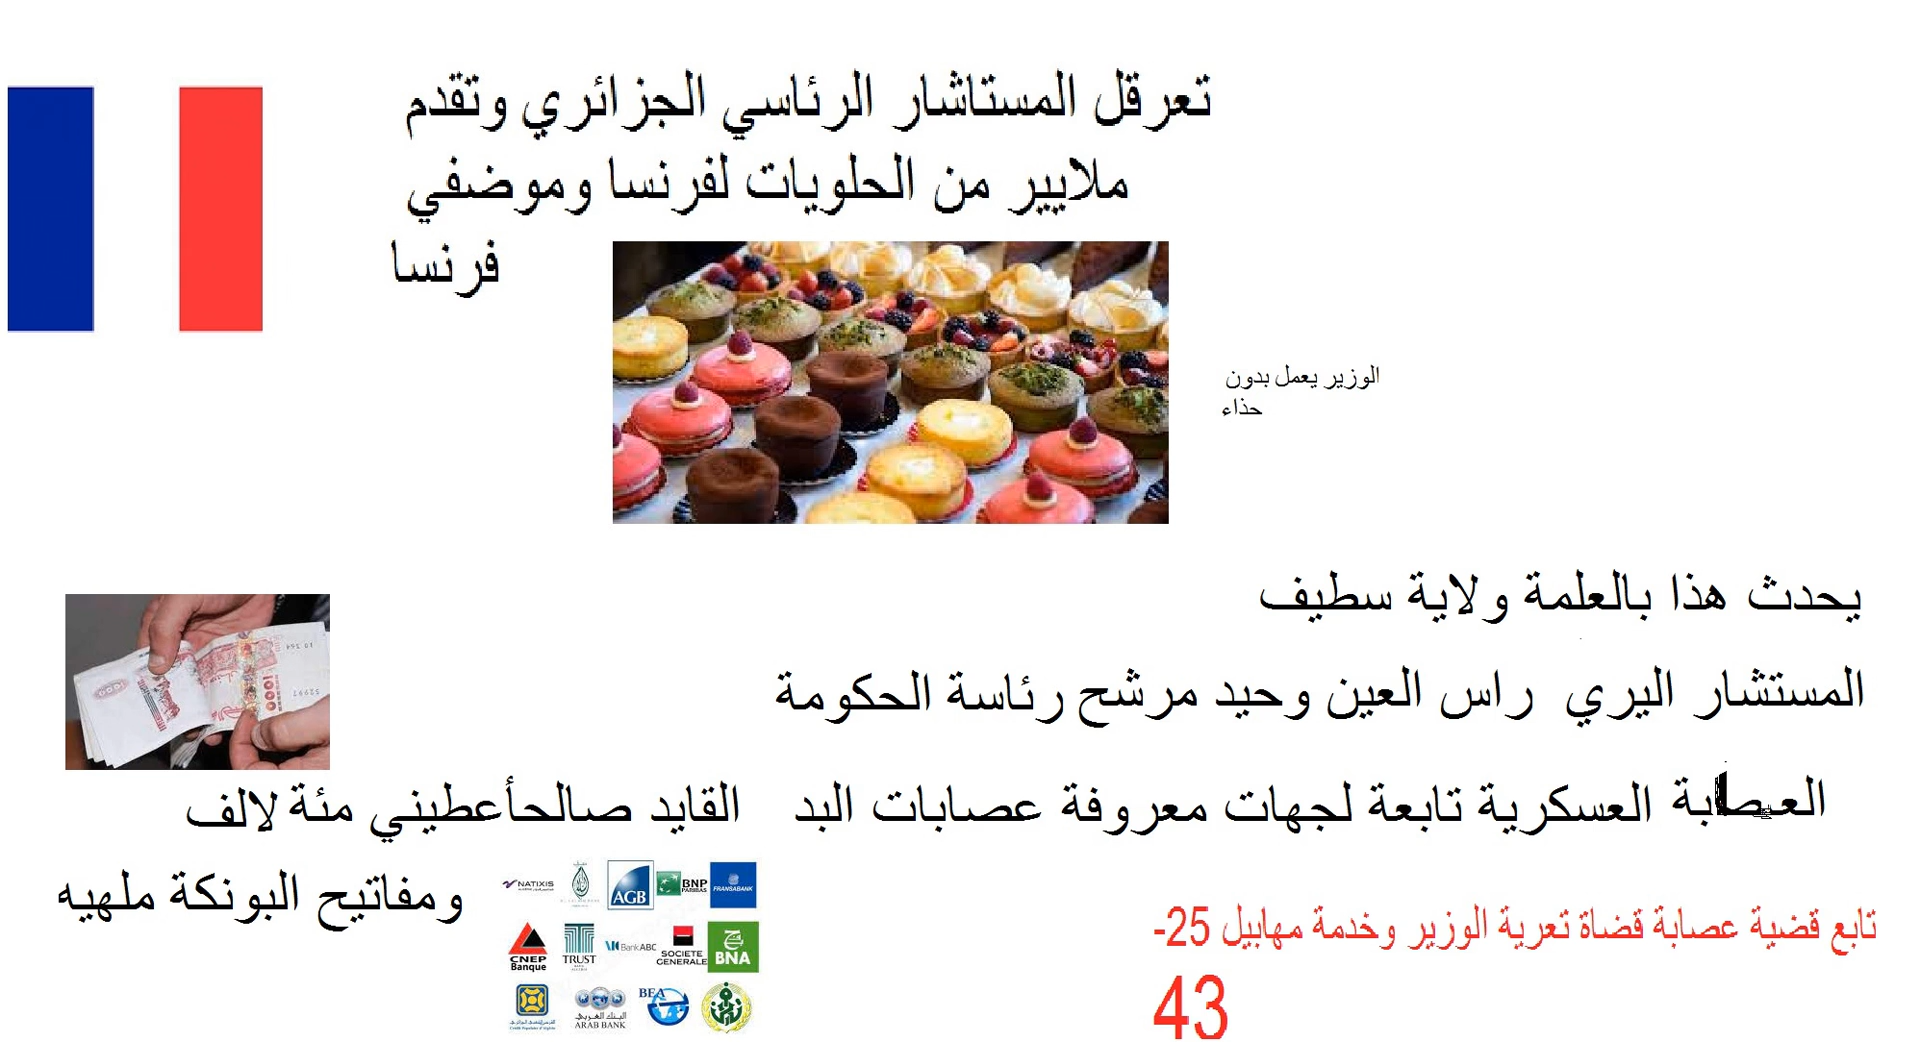 تعرقل المستاشار الرئاسي الجزائري وتقدم
ملايير من الحلويات لفرنسا وموضفي
فرنسا
الوزير يعمل بدون
حذاء
يحدث هذا بالعلمة ولاية سطيف
المستشار اليري راس العين وحيد مرشح رئاسة الحكومة
العصابة العسكرية تابعة لجهات معروفة عصابات البد
القايد صالحأعطيني مئة لالف
ومفاتيح البونكة ملهيه
NATIXIS
AGB
BNP PARIBAS
FRANSABANK
CNEP Banque
TRUST
BankABC
SOCIETE GENERALE
BNA
البنك العربي
ARAB BANK
BEA
تابع قضية عصابة قضاة تعرية الوزير وخدمة مهابيل 25-
43